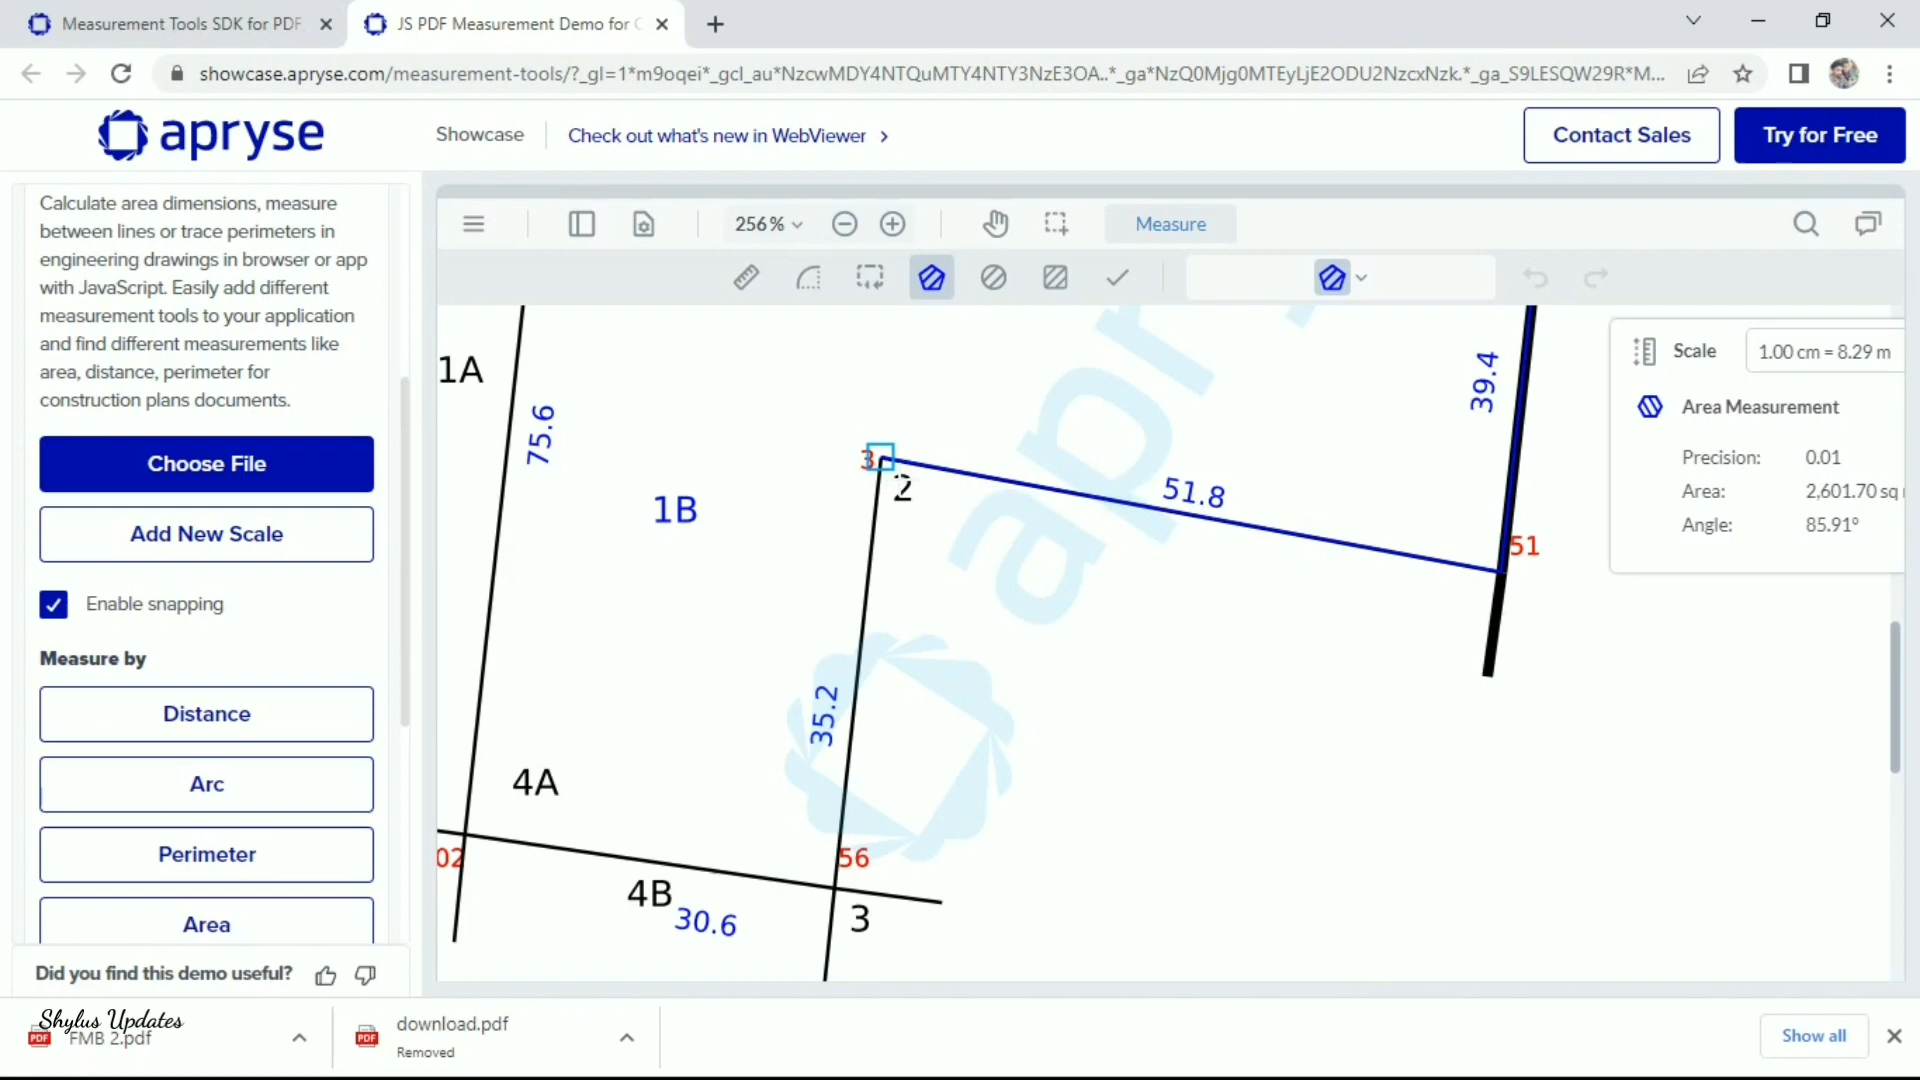 Measurement Tools SDK for PDF
JS PDF Measurement Demo for C
showcase.apryse.com/measurement-tools/?_gl=1*m9oqei*_gcl_au*NzcwMDY4NTQuMTY4NTY3NzE3OA..*_ga*NzQ0Mjg0MTEyLjE2ODU2NzcxNzk.*_ga_S9LESQW29R*M...
apryse
Showcase
Check out what's new in WebViewer
Contact Sales
Try for Free
Calculate area dimensions, measure
between lines or trace perimeters in
engineering drawings in browser or app
with JavaScript. Easily add different
measurement tools to your application
and find different measurements like
area, distance, perimeter for
construction plans documents.
Choose File
Add New Scale
Enable snapping
Measure by
Distance
Arc
Perimeter
Area
Did you find this demo useful?
256%
Measure
Scale
1.00 cm = 8.29 m
Area Measurement
Precision: 0.01
Area: 2,601.70 sq
Angle: 85.91°
apr
1A
75.6
39.4
3
2
51.8
1B
51
35.2
4A
02
56
4B
30.6
3
Shylus Updates
FMB 2.pdf
download.pdf
Removed
Show all
PDF
PDF